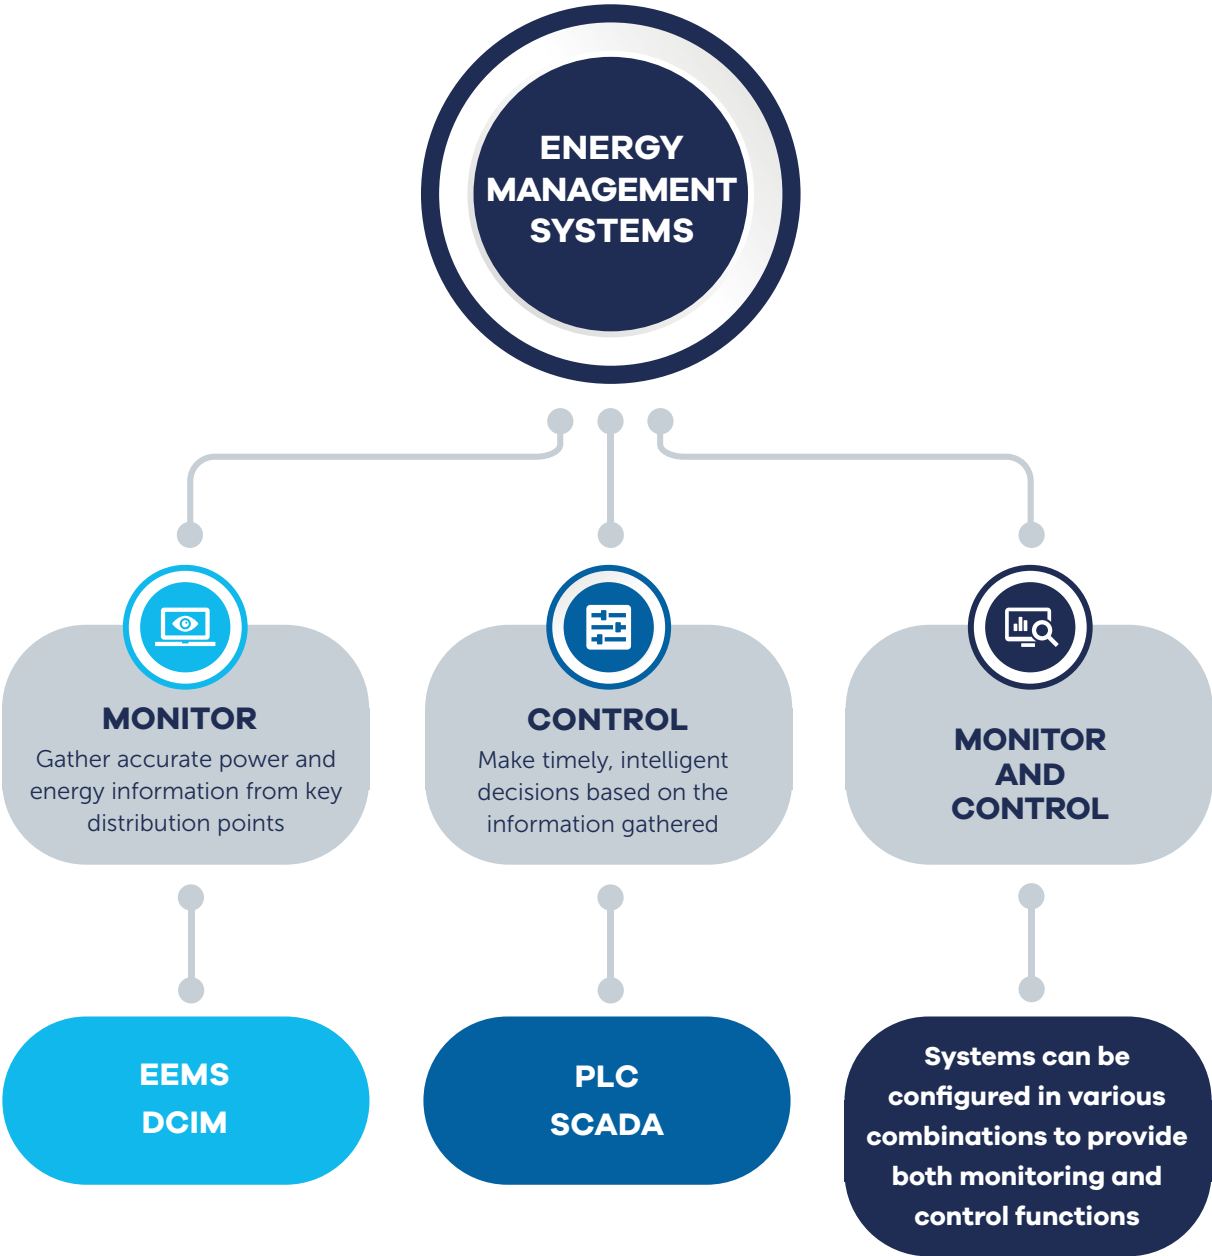 ENERGY
MANAGEMENT
SYSTEMS
MONITOR
Gather accurate power and
energy information from key
distribution points
CONTROL
Make timely, intelligent
decisions based on the
information gathered
MONITOR
AND
CONTROL
EEMS
DCIM
PLC
SCADA
Systems can be
configured in various
combinations to provide
both monitoring and
control functions